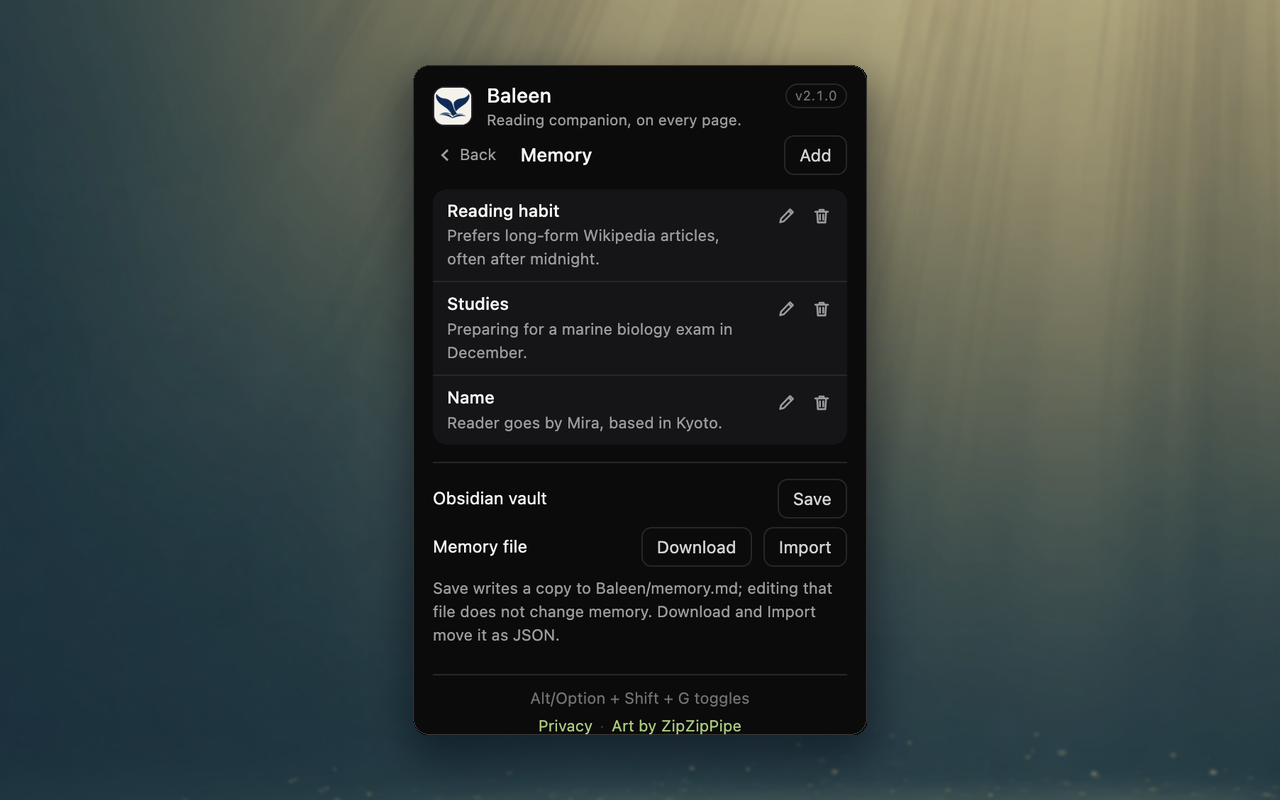 Baleen
v2.1.0
Reading companion, on every page.
Back
Memory
Add
Reading habit
Prefers long-form Wikipedia articles,
often after midnight.
Studies
Preparing for a marine biology exam in
December.
Name
Reader goes by Mira, based in Kyoto.
Obsidian vault
Save
Memory file
Download
Import
Save writes a copy to Baleen/memory.md; editing that
file does not change memory. Download and Import
move it as JSON.
Alt/Option + Shift + G toggles
Privacy · Art by ZipZipPipe